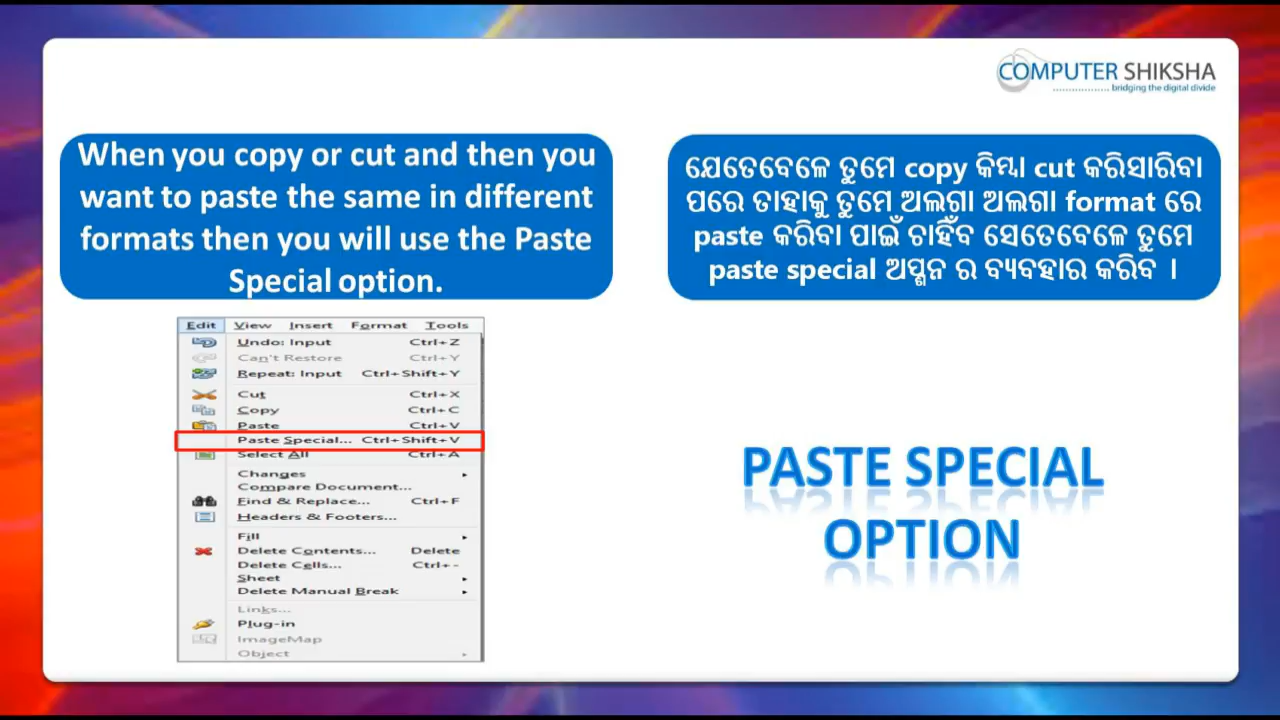 COMPUTER SHIKSHA
bridging the digital divide
When you copy or cut and then you
want to paste the same in different
formats then you will use the Paste
Special option.
ଯେତେବେଳେ ତୁମେ copy କିମ୍ବା cut କରିସାରିବା
ପରେ ତାହାକୁ ତୁମେ ଅଲଗା ଅଲଗା format ରେ
paste କରିବା ପାଇଁ ଚାହିଁବ ସେତେବେଳେ ତୁମେ
paste special ଅପ୍ସନ ର ବ୍ୟବହାର କରିବ ।
Edit View Insert Format Tools
Undo: Input Ctrl+Z
Can't Restore Ctrl+Y
Repeat: Input Ctrl+Shift+Y
Cut Ctrl+X
Copy Ctrl+C
Paste Ctrl+V
Paste Special... Ctrl+Shift+V
Select All Ctrl+A
Changes
Compare Document...
Find & Replace... Ctrl+F
Headers & Footers...
Fill
Delete Contents... Delete
Delete Cells... Ctrl+-
Sheet
Delete Manual Break
Links...
Plug-in
ImageMap
Object
PASTE SPECIAL
OPTION